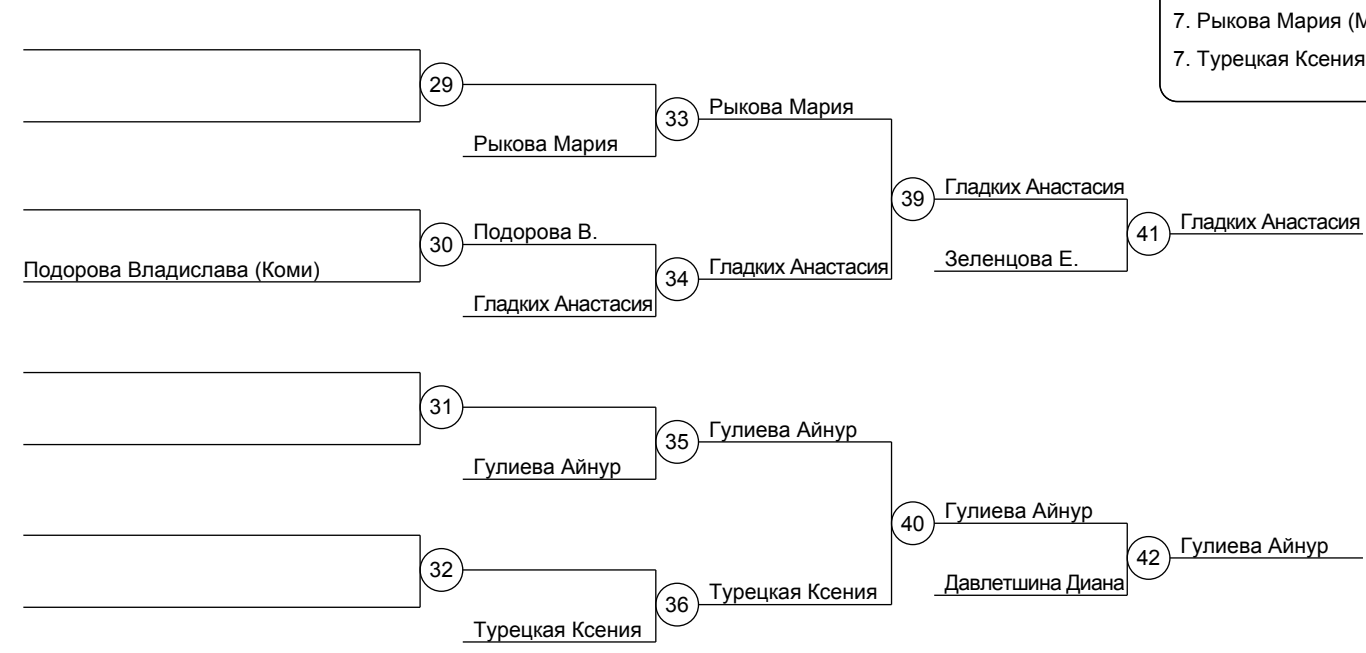 7. Рыкова Мария
7. Турецкая Ксения
29
Рыкова Мария
33
Рыкова Мария
39
Гладких Анастасия
41
Гладких Анастасия
Подорова Владислава (Коми)
30
Подорова В.
Гладких Анастасия
34
Гладких Анастасия
Зеленцова Е.
31
Гулиева Айнур
35
Гулиева Айнур
40
Гулиева Айнур
42
Гулиева Айнур
32
Турецкая Ксения
36
Турецкая Ксения
Давлетшина Диана